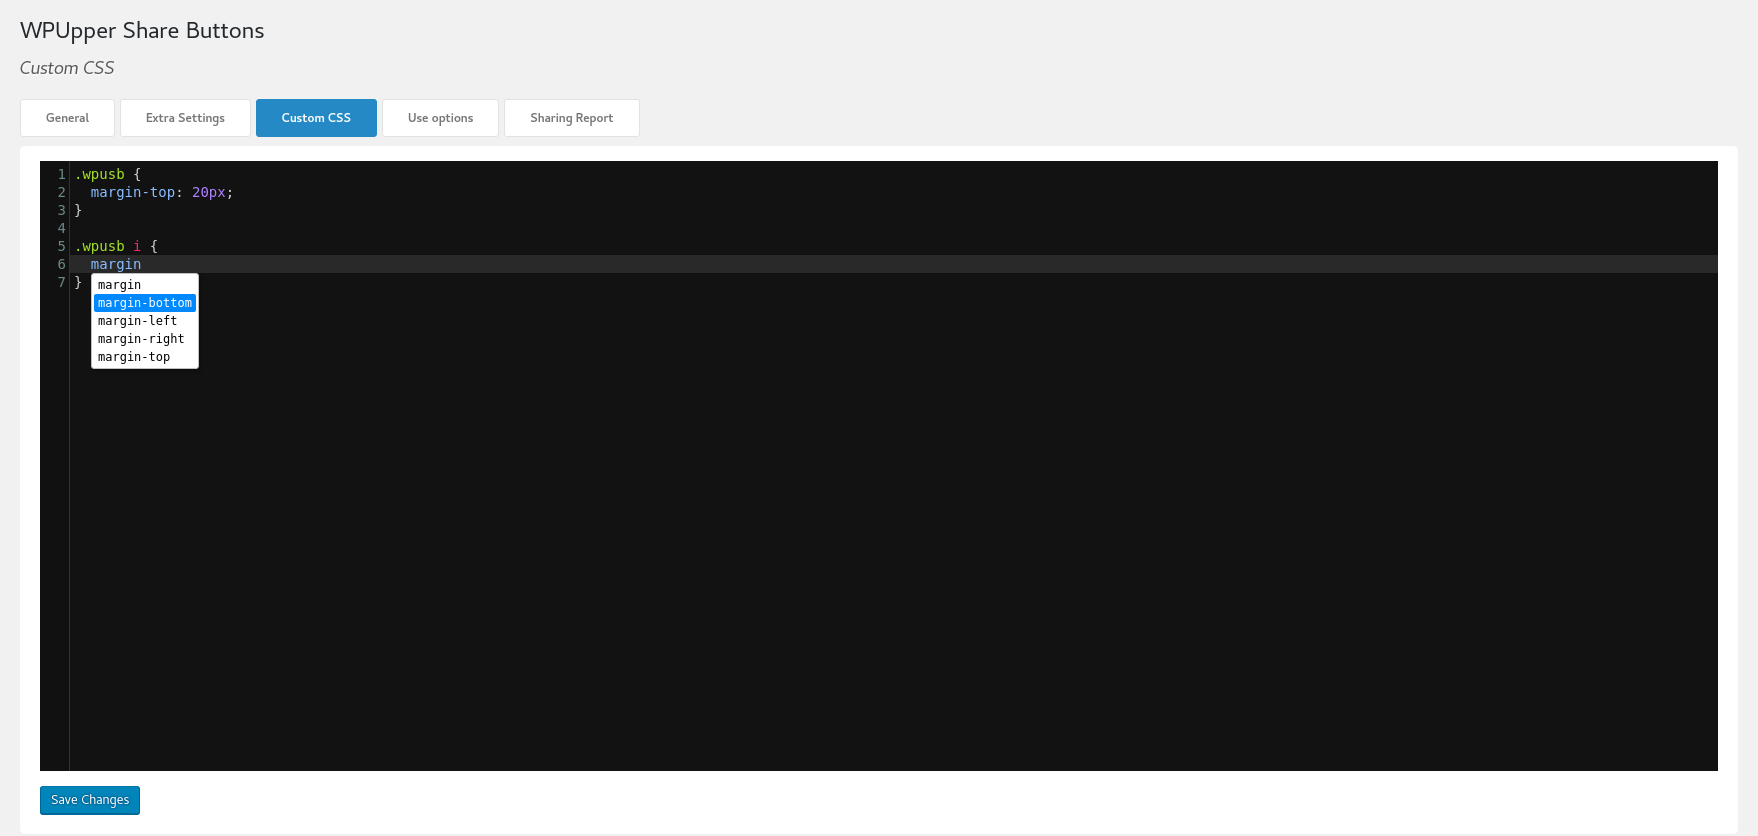 WPUpper Share Buttons
Custom CSS
General Extra Settings Custom CSS Use options Sharing Report
1 .wpusb {
2   margin-top: 20px;
3 }
4
5 .wpusb i {
6   margin
7 }
margin
margin-bottom
margin-left
margin-right
margin-top
Save Changes